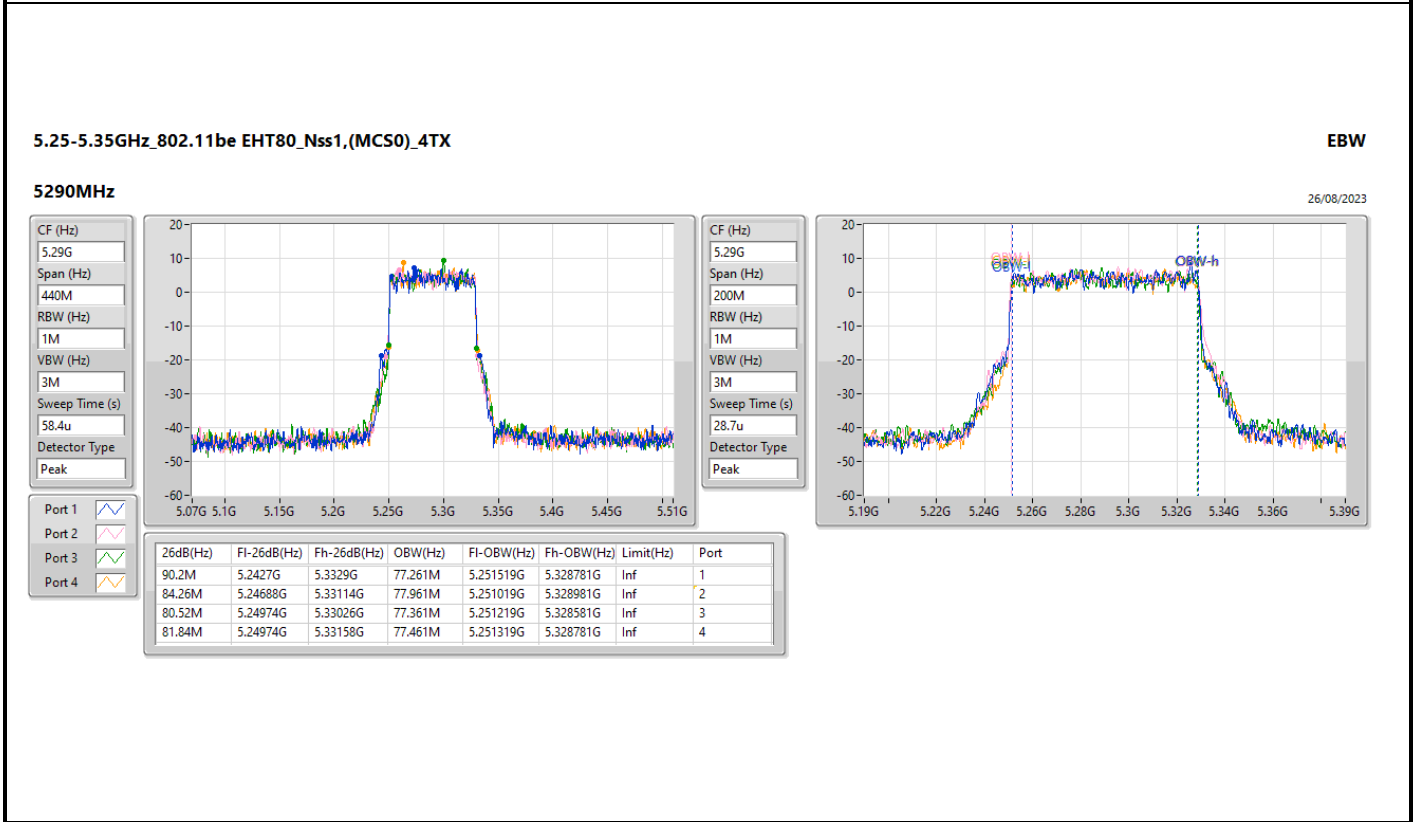 5.25-5.35GHz_802.11be EHT80_Nss1,(MCS0)_4TX
EBW
5290MHz
26/08/2023
CF (Hz)
5.29G
Span (Hz)
440M
RBW (Hz)
1M
VBW (Hz)
3M
Sweep Time (s)
58.4u
Detector Type
Peak
20
10
0
-10
-20
-30
-40
-50
-60
5.07G 5.1G 5.15G 5.2G 5.25G 5.3G 5.35G 5.4G 5.45G 5.51G
CF (Hz)
5.29G
Span (Hz)
200M
RBW (Hz)
1M
VBW (Hz)
3M
Sweep Time (s)
28.7u
Detector Type
Peak
20
10
0
-10
-20
-30
-40
-50
-60
OBW-l
OBW-h
5.19G 5.22G 5.24G 5.26G 5.28G 5.3G 5.32G 5.34G 5.36G 5.39G
Port 1
Port 2
Port 3
Port 4
26dB(Hz) Fl-26dB(Hz) Fh-26dB(Hz) OBW(Hz) Fl-OBW(Hz) Fh-OBW(Hz) Limit(Hz) Port
90.2M 5.2427G 5.3329G 77.261M 5.251519G 5.328781G Inf 1
84.26M 5.24688G 5.33114G 77.961M 5.251019G 5.328981G Inf 2
80.52M 5.24974G 5.33026G 77.361M 5.251219G 5.328581G Inf 3
81.84M 5.24974G 5.33158G 77.461M 5.251319G 5.328781G Inf 4